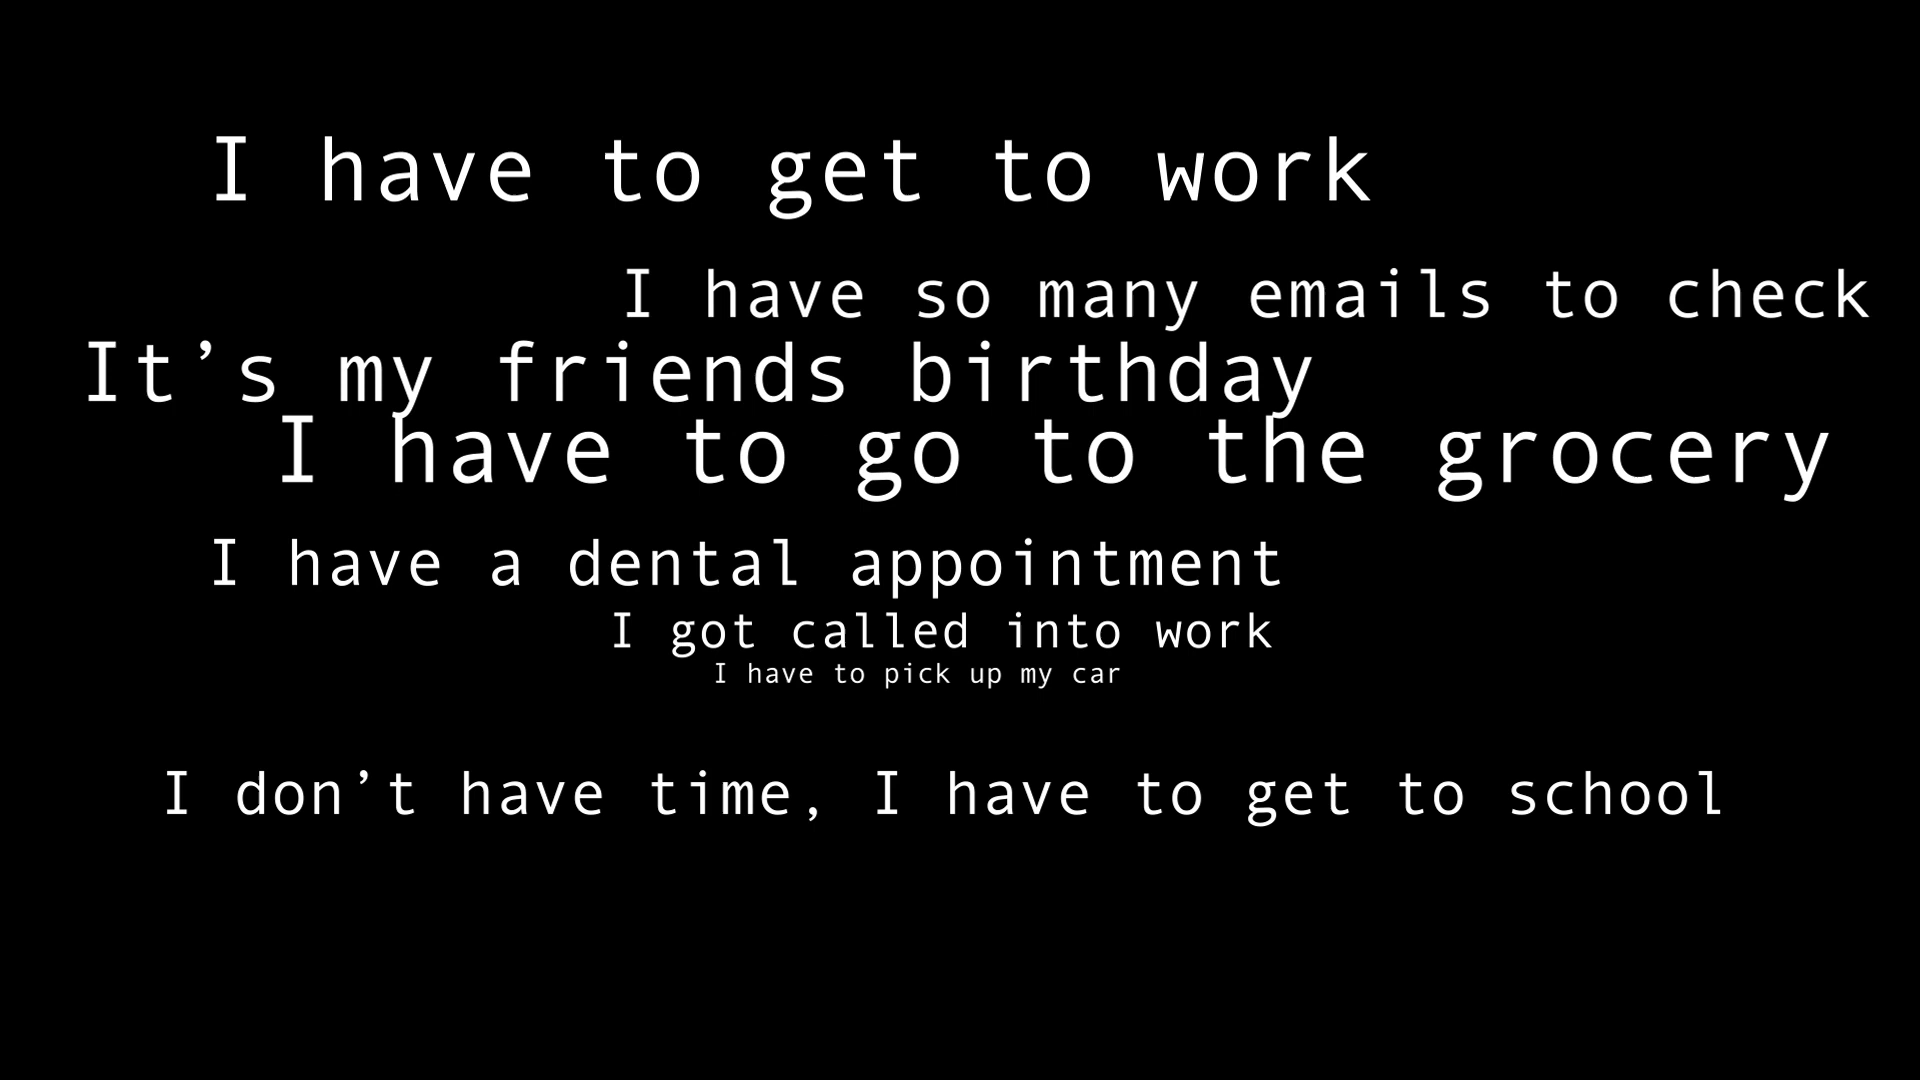 I have to get to work
I have so many emails to check
It’s my friends birthday
I have to go to the grocery
I have a dental appointment
I got called into work
I have to pick up my car
I don’t have time, I have to get to school